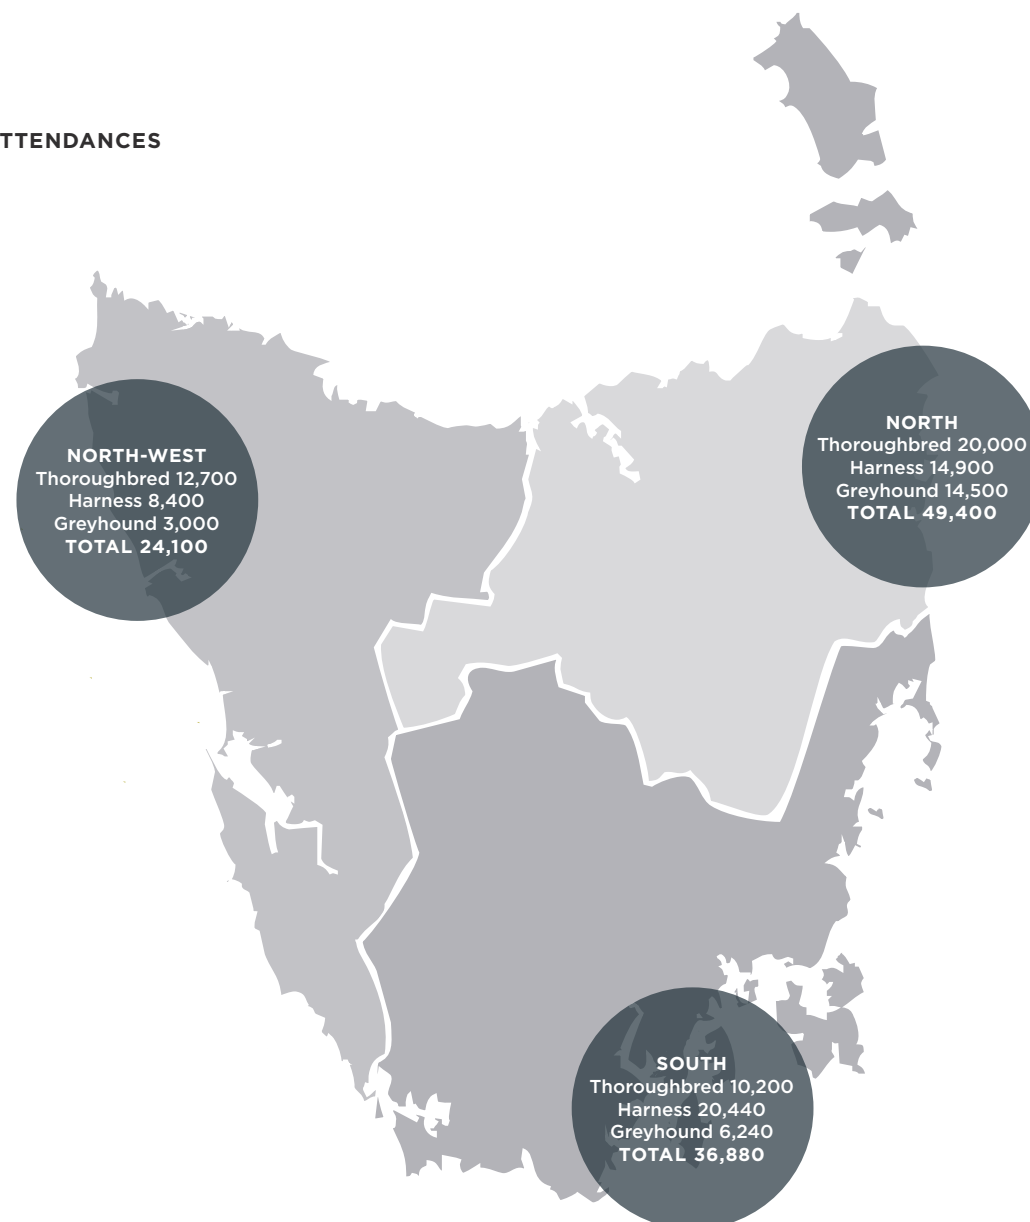 TTENDANCES
NORTH
Thoroughbred 20,000
Harness 14,900
Greyhound 14,500
TOTAL 49,400
NORTH-WEST
Thoroughbred 12,700
Harness 8,400
Greyhound 3,000
TOTAL 24,100
SOUTH
Thoroughbred 10,200
Harness 20,440
Greyhound 6,240
TOTAL 36,880